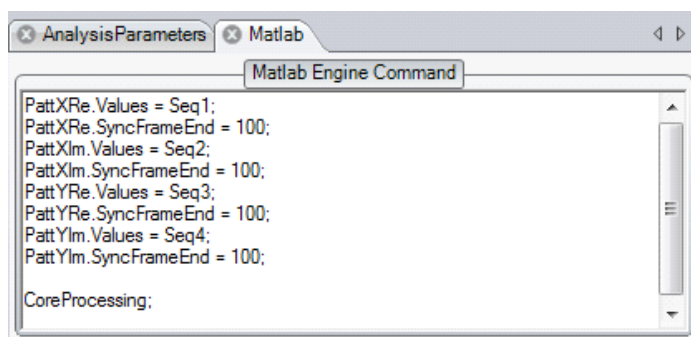 AnalysisParameters Matlab
Matlab Engine Command
PattXRe.Values = Seq1;
PattXRe.SyncFrameEnd = 100;
PattXIm.Values = Seq2;
PattXIm.SyncFrameEnd = 100;
PattYRe.Values = Seq3;
PattYRe.SyncFrameEnd = 100;
PattYIm.Values = Seq4;
PattYIm.SyncFrameEnd = 100;
CoreProcessing;